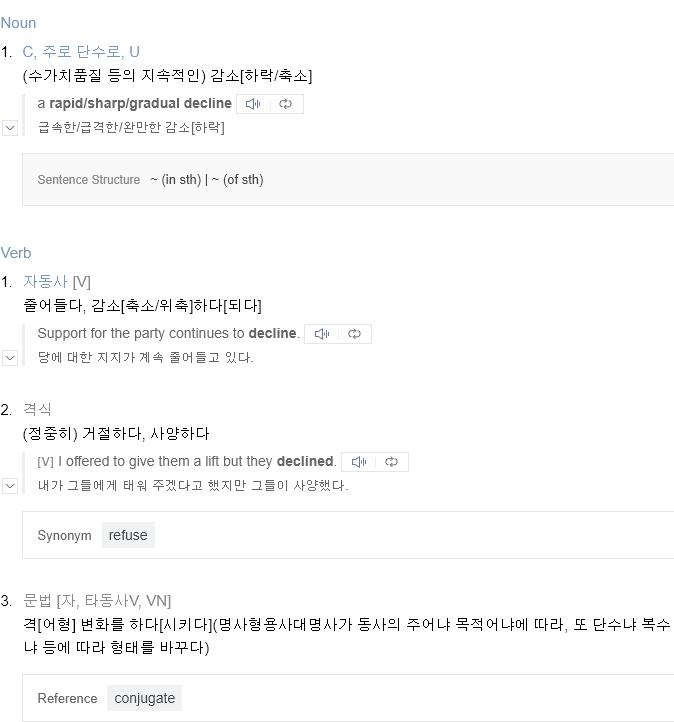 Noun
1. C, 주로 단수로, U
(수가치품질 등의 지속적인) 감소[하락/축소]
a rapid/sharp/gradual decline
급속한/급격한/완만한 감소[하락]
Sentence Structure ~ (in sth) | ~ (of sth)
Verb
1. 자동사 [V]
줄어들다, 감소[축소/위축]하다[되다]
Support for the party continues to decline.
당에 대한 지지가 계속 줄어들고 있다.
2. 격식
(정중히) 거절하다, 사양하다
[V] I offered to give them a lift but they declined.
내가 그들에게 태워 주겠다고 했지만 그들이 사양했다.
Synonym refuse
3. 문법 [자, 타동사V, VN]
격[어형] 변화를 하다[시키다](명사형용사대명사가 동사의 주어냐 목적어냐에 따라, 또 단수냐 복수
냐 등에 따라 형태를 바꾸다)
Reference conjugate